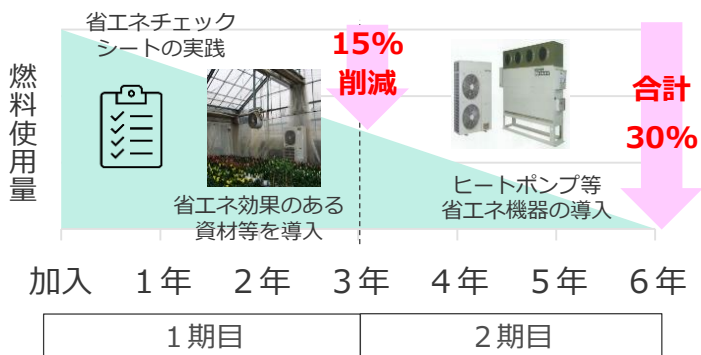 省エネチェック
シートの実践
15%
削減
燃料使用量
合計
30%
省エネ効果のある
資材等を導入
ヒートポンプ等
省エネ機器の導入
加入 1年 2年 3年 4年 5年 6年
1期目 2期目